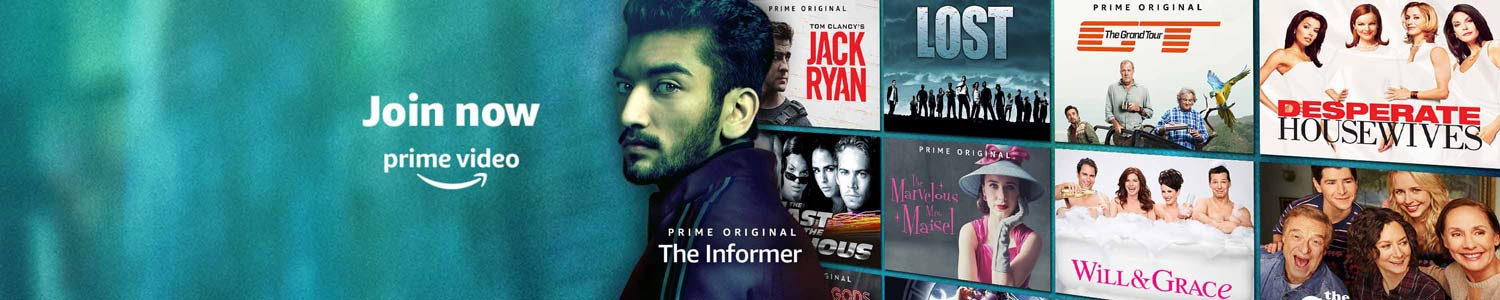 Join now
prime video
PRIME ORIGINAL
The Informer
PRIME ORIGINAL
TOM CLANCY'S
JACK
RYAN
LOST
PRIME ORIGINAL
The Grand Tour
DESPERATE
HOUSEWIVES
PRIME ORIGINAL
The
Marvelous
Mrs.
Maisel
WILL & GRACE
the